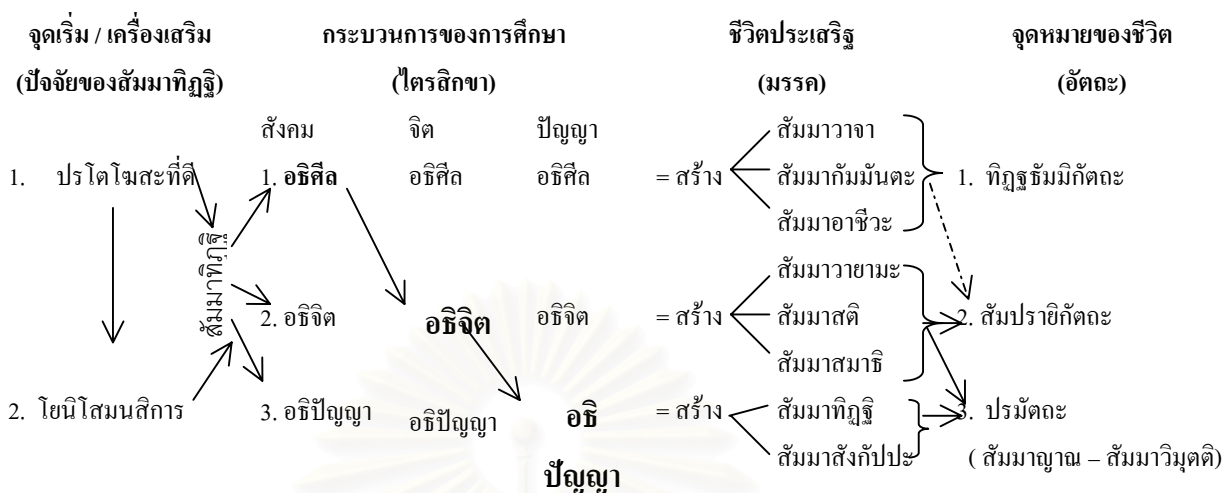 จุดเริ่ม / เครื่องเสริม กระบวนการของการศึกษา ชีวิตประเสริฐ จุดหมายของชีวิต
(ปัจจัยของสัมมาทิฏฐิ) (ไตรสิกขา) (มรรค) (อัตถะ)
สังคม จิต ปัญญา สัมมาวาจา
1. ปรโตโฆสะที่ดี 1. อธิศีล อธิศีล อธิศีล = สร้าง สัมมากัมมันตะ 1. ทิฏฐธัมมิกัตถะ
สัมมาอาชีวะ
สัมมาทิฏฐิ
สัมมาวายามะ
2. อธิจิต อธิจิต อธิจิต = สร้าง สัมมาสติ 2. สัมปรายิกัตถะ
สัมมาสมาธิ
2. โยนิโสมนสิการ 3. อธิปัญญา อธิปัญญา อธิ = สร้าง สัมมาทิฏฐิ 3. ปรมัตถะ
สัมมาสังกัปปะ ( สัมมาญาณ – สัมมาวิมุตติ)
ปัญญา